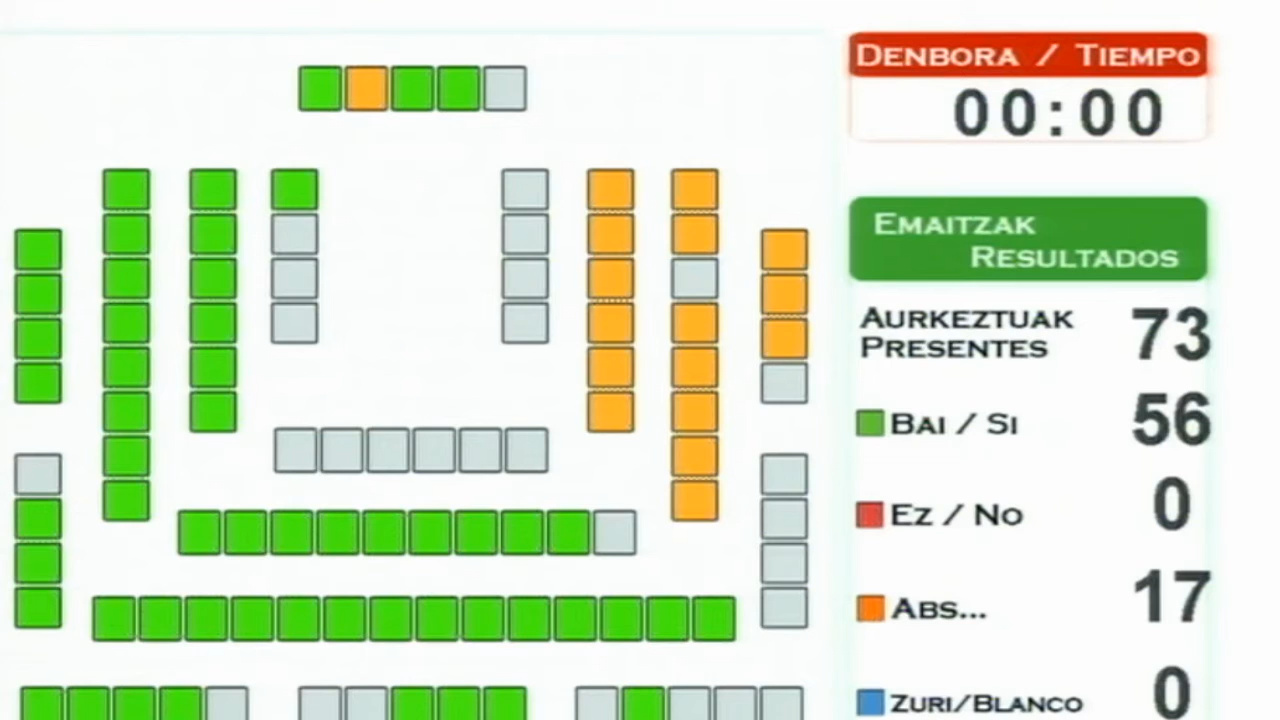 DENBORA / TIEMPO
00:00
EMAITZAK
RESULTADOS
AURKEZTUAK
PRESENTES 73
BAI / SI 56
EZ / NO 0
ABS... 17
ZURI/BLANCO 0